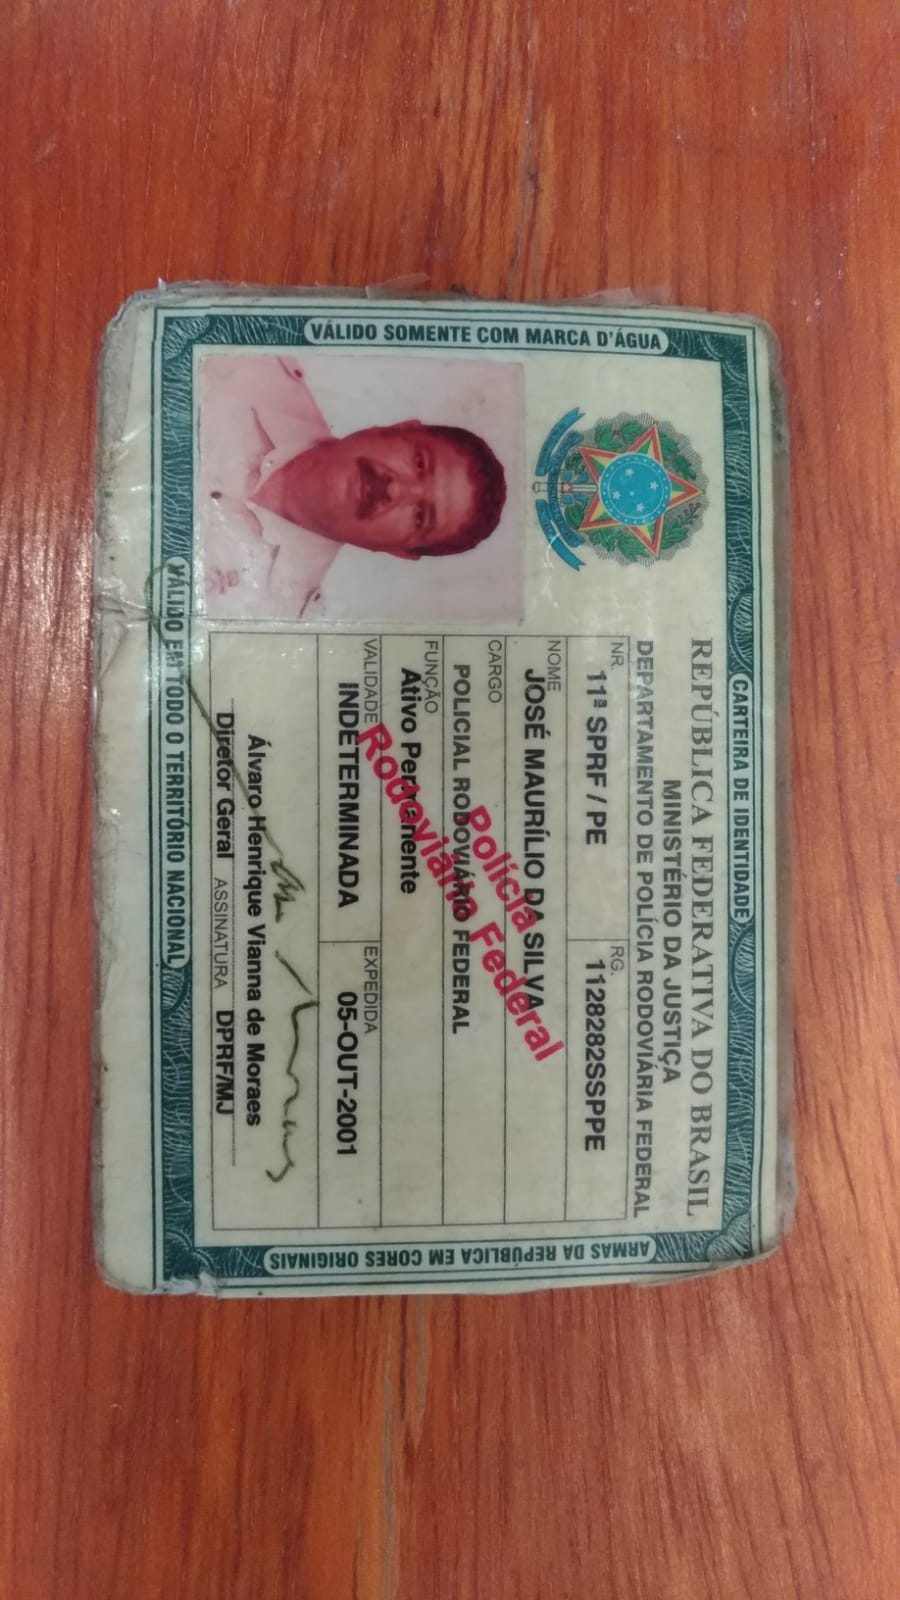 CARTEIRA DE IDENTIDADE
REPÚBLICA FEDERATIVA DO BRASIL
MINISTÉRIO DA JUSTIÇA
DEPARTAMENTO DE POLÍCIA RODOVIÁRIA FEDERAL
NR. RG.
11ª SPRF / PE 1128282SSPPE
NOME
JOSÉ MAURÍLIO DA SILVA
CARGO
POLICIAL RODOVIÁRIO FEDERAL
FUNÇÃO
Ativo Permanente
VALIDADE EXPEDIDA
INDETERMINADA 05-OUT-2001
Polícia
Rodoviária Federal
Álvaro Henrique Vianna de Moraes
Diretor Geral ASSINATURA DPRF/MJ
VÁLIDO EM TODO O TERRITÓRIO NACIONAL
VÁLIDO SOMENTE COM MARCA D'ÁGUA
ARMAS DA REPÚBLICA EM CORES ORIGINAIS